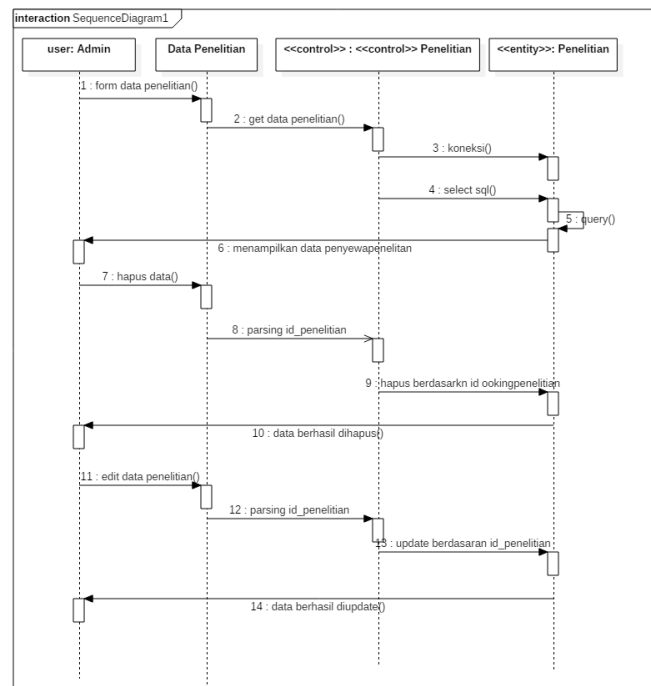 interaction SequenceDiagram1
user: Admin
Data Penelitian
<<control>> : <<control>> Penelitian
<<entity>>: Penelitian
1 : form data penelitian()
2 : get data penelitian()
3 : koneksi()
4 : select sql()
5 : query()
6 : menampilkan data penyewapenelitan
7 : hapus data()
8 : parsing id_penelitian
9 : hapus berdasarkn id ookingpenelitian
10 : data berhasil dihapus()
11 : edit data penelitian()
12 : parsing id_penelitian
13 : update berdasaran id_penelitian
14 : data berhasil diupdate()